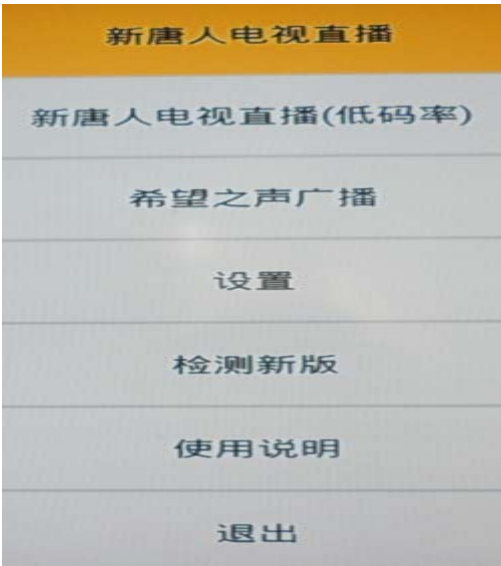 新唐人电视直播
新唐人电视直播(低码率)
希望之声广播
设置
检测新版
使用说明
退出